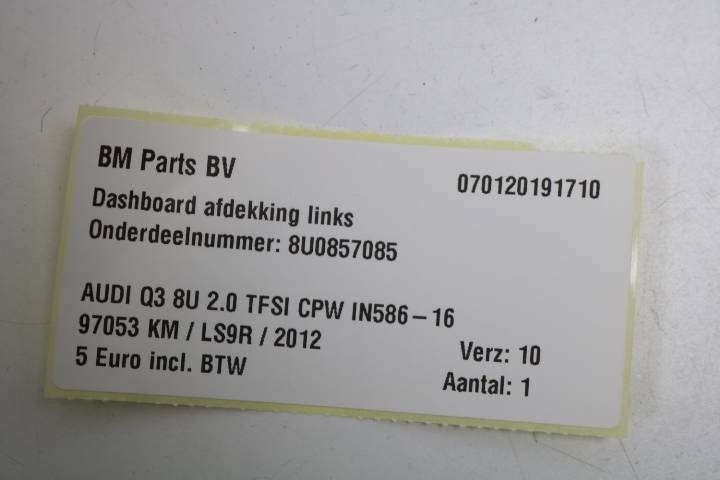 BM Parts BV
070120191710
Dashboard afdekking links
Onderdeelnummer: 8U0857085
AUDI Q3 8U 2.0 TFSI CPW IN586-16
97053 KM / LS9R / 2012
Verz: 10
5 Euro incl. BTW
Aantal: 1